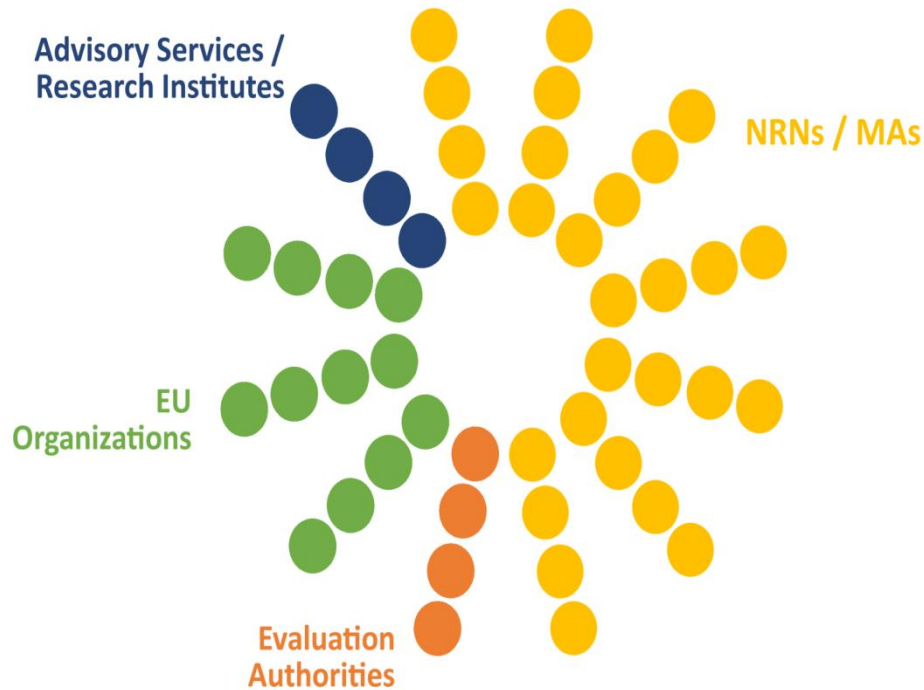 Advisory Services /
Research Institutes
NRNs / MAs
EU
Organizations
Evaluation
Authorities